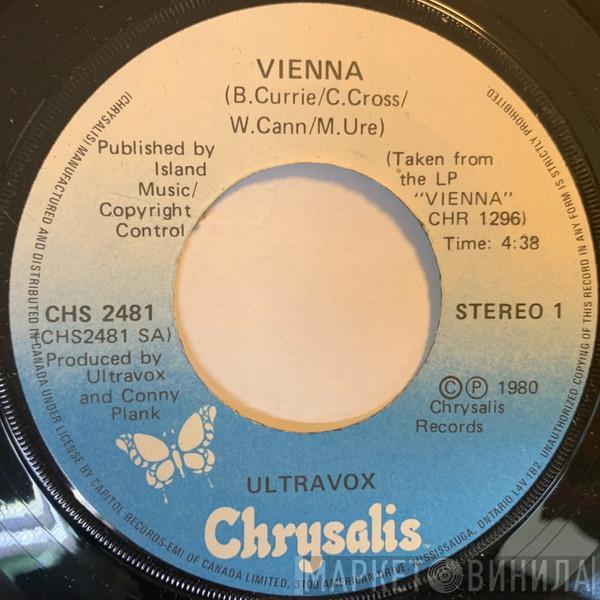 VIENNA
(B.Currie/C.Cross/
W.Cann/M.Ure)
Published by
Island
Music/
Copyright
Control
(Taken from
the LP
"VIENNA"
CHR 1296)
Time: 4:38
CHS 2481
(CHS2481 SA)
Produced by
Ultravox
and Conny
Plank
STEREO 1
© ℗ 1980
Chrysalis
Records
ULTRAVOX
Chrysalis
(CHRYSALIS) MANUFACTURED AND DISTRIBUTED IN CANADA UNDER LICENSE BY CAPITOL RECORDS-EMI OF CANADA LIMITED, 3109 AMERICAN DRIVE, MISSISSAUGA, ONTARIO L4V 1B2 UNAUTHORIZED COPYING OF THIS RECORD IN ANY FORM IS STRICTLY PROHIBITED.
МАРКЕТ ВИНИЛА